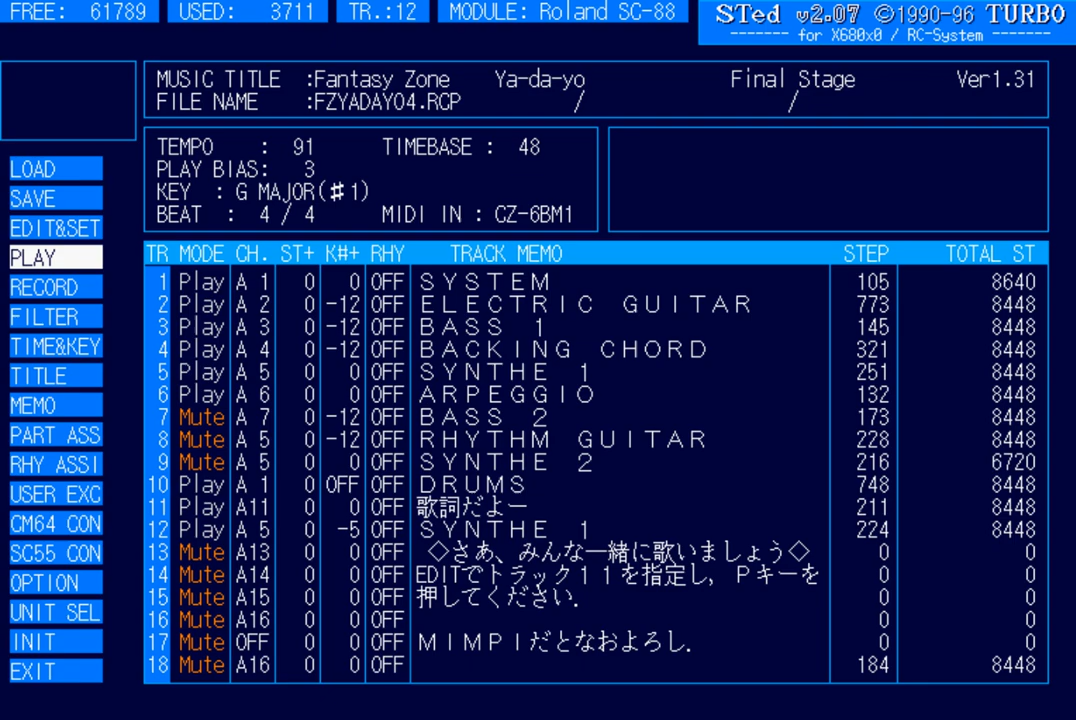 FREE: 61789 USED: 3711 TR.:12 MODULE: Roland SC-88
STed v2.07 ©1990-96 TURBO
------- for X680x0 / RC-System -------
MUSIC TITLE :Fantasy Zone Ya-da-yo Final Stage Ver1.31
FILE NAME :FZYADAY04.RCP / /
TEMPO : 91 TIMEBASE : 48
PLAY BIAS: 3
KEY : G MAJOR(♯1)
BEAT : 4 / 4 MIDI IN : CZ-6BM1
LOAD
SAVE
EDIT&SET
PLAY
RECORD
FILTER
TIME&KEY
TITLE
MEMO
PART ASS
RHY ASSI
USER EXC
CM64 CON
SC55 CON
OPTION
UNIT SEL
INIT
EXIT
TR MODE CH. ST+ K#+ RHY TRACK MEMO STEP TOTAL ST
1 Play A 1 0 0 OFF ＳＹＳＴＥＭ 105 8640
2 Play A 2 0 -12 OFF ＥＬＥＣＴＲＩＣ ＧＵＩＴＡＲ 773 8448
3 Play A 3 0 -12 OFF ＢＡＳＳ １ 145 8448
4 Play A 4 0 -12 OFF ＢＡＣＫＩＮＧ ＣＨＯＲＤ 321 8448
5 Play A 5 0 0 OFF ＳＹＮＴＨＥ １ 251 8448
6 Play A 6 0 0 OFF ＡＲＰＥＧＧＩＯ 132 8448
7 Mute A 7 0 -12 OFF ＢＡＳＳ ２ 173 8448
8 Mute A 5 0 -12 OFF ＲＨＹＴＨＭ ＧＵＩＴＡＲ 228 8448
9 Mute A 5 0 0 OFF ＳＹＮＴＨＥ ２ 216 6720
10 Play A 1 0 OFF OFF ＤＲＵＭＳ 748 8448
11 Play A11 0 0 OFF 歌詞だよー 211 8448
12 Play A 5 0 -5 OFF ＳＹＮＴＨＥ １ 224 8448
13 Mute A13 0 0 OFF ◇さあ、みんな一緒に歌いましょう◇ 0 0
14 Mute A14 0 0 OFF EDITでトラック１１を指定し，Ｐキーを 0 0
15 Mute A15 0 0 OFF 押してください． 0 0
16 Mute A16 0 0 OFF 0 0
17 Mute OFF 0 0 OFF ＭＩＭＰＩだとなおよろし． 0 0
18 Mute A16 0 0 OFF 184 8448